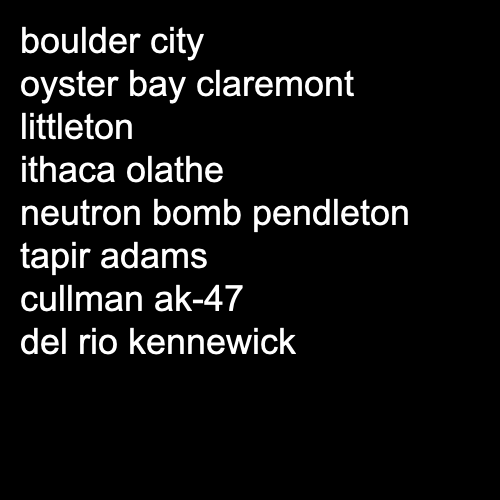 boulder city
oyster bay claremont
littleton
ithaca olathe
neutron bomb pendleton
tapir adams
cullman ak-47
del rio kennewick